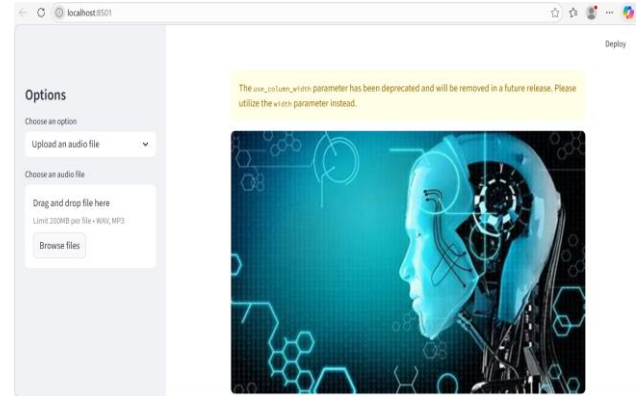 localhost:8501
Deploy
Options
Choose an option
Upload an audio file
Choose an audio file
Drag and drop file here
Limit 200MB per file • WAV, MP3
Browse files
The use_column_width parameter has been deprecated and will be removed in a future release. Please
utilize the width parameter instead.